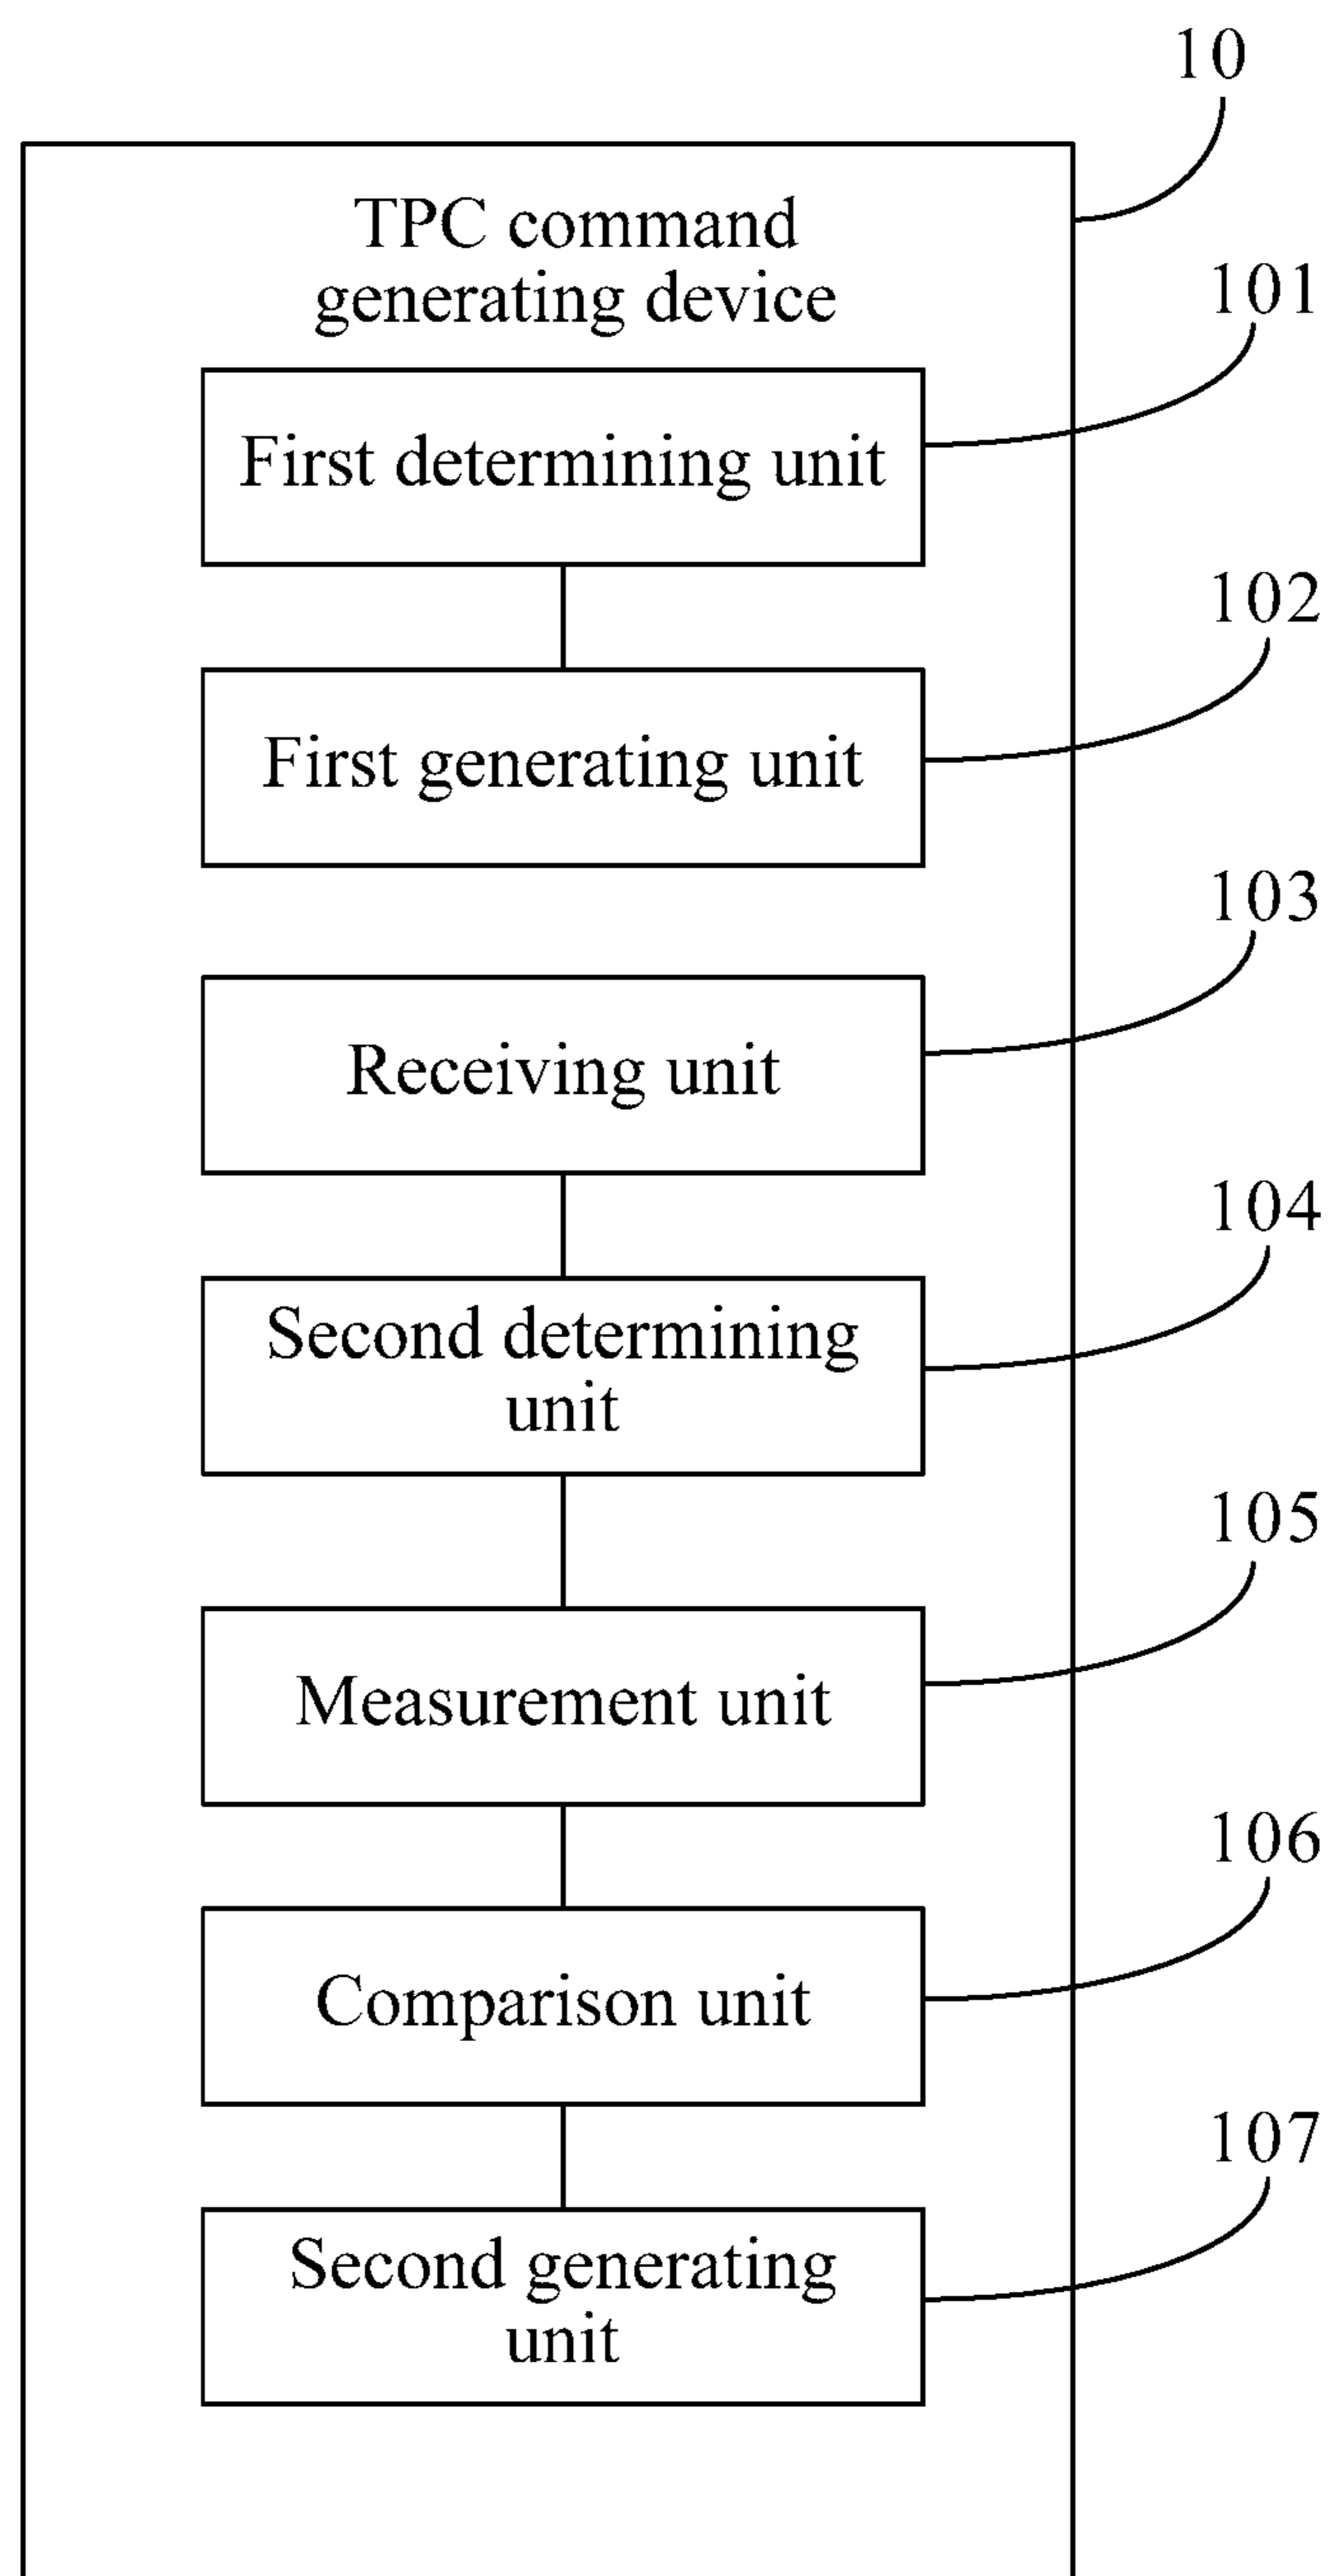 10
TPC command
generating device
101
First determining unit
102
First generating unit
103
Receiving unit
104
Second determining
unit
105
Measurement unit
106
Comparison unit
107
Second generating
unit